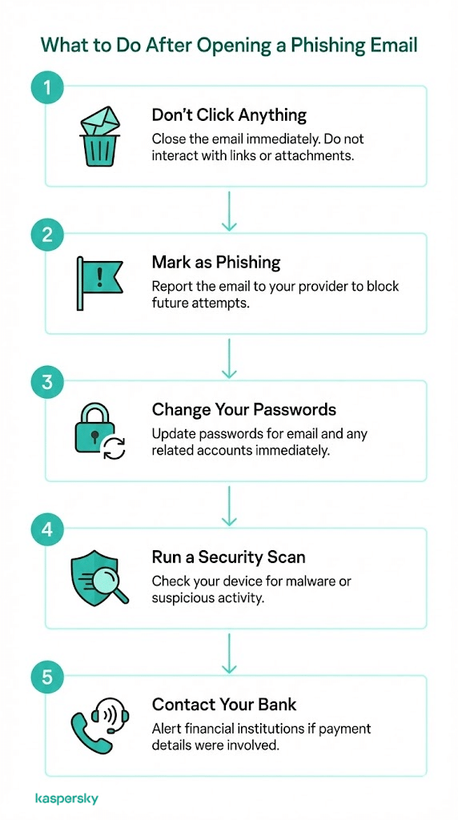 What to Do After Opening a Phishing Email
1
Don't Click Anything
Close the email immediately. Do not
interact with links or attachments.
2
!
Mark as Phishing
Report the email to your provider to block
future attempts.
3
Change Your Passwords
Update passwords for email and any
related accounts immediately.
4
Run a Security Scan
Check your device for malware or
suspicious activity.
5
Contact Your Bank
Alert financial institutions if payment
details were involved.
kaspersky